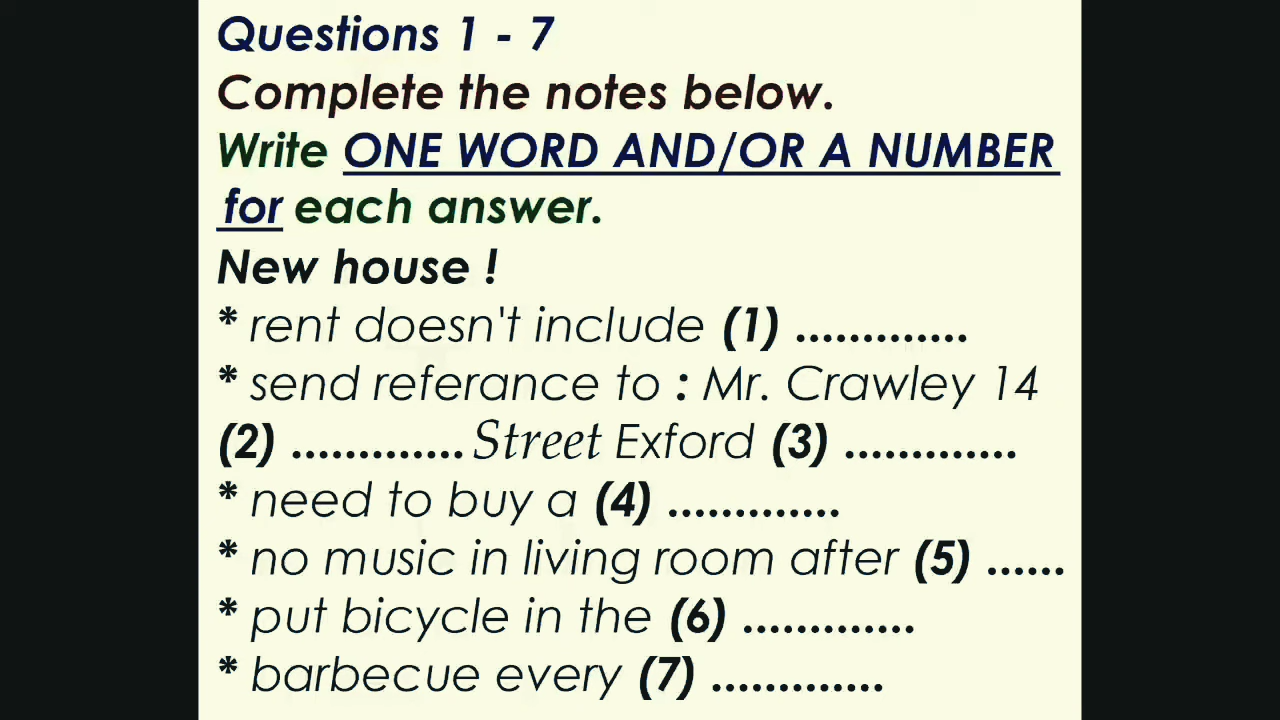 Questions 1 - 7
Complete the notes below.
Write ONE WORD AND/OR A NUMBER
for each answer.
New house !
* rent doesn't include (1) .............
* send referance to : Mr. Crawley 14
(2) ............. Street Exford (3) .............
* need to buy a (4) .............
* no music in living room after (5) ......
* put bicycle in the (6) .............
* barbecue every (7) .............